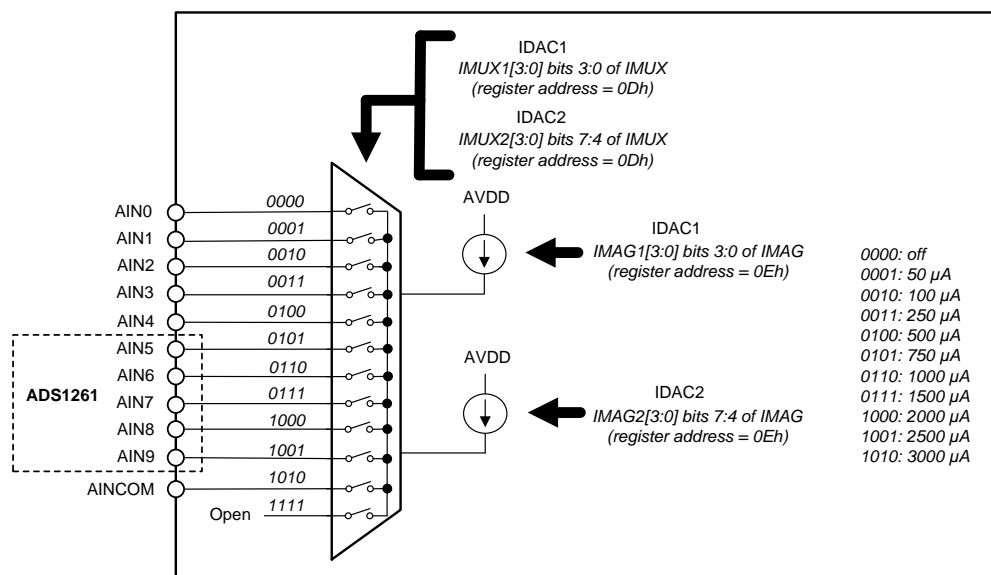 IDAC1
IMUX1[3:0] bits 3:0 of IMUX
(register address = 0Dh)
IDAC2
IMUX2[3:0] bits 7:4 of IMUX
(register address = 0Dh)
AIN0
0000
AIN1
0001
AIN2
0010
AIN3
0011
AIN4
0100
AIN5
0101
AIN6
0110
AIN7
0111
AIN8
1000
AIN9
1001
AINCOM
1010
Open
1111
ADS1261
AVDD
IDAC1
IMAG1[3:0] bits 3:0 of IMAG
(register address = 0Eh)
AVDD
IDAC2
IMAG2[3:0] bits 7:4 of IMAG
(register address = 0Eh)
0000: off
0001: 50 μA
0010: 100 μA
0011: 250 μA
0100: 500 μA
0101: 750 μA
0110: 1000 μA
0111: 1500 μA
1000: 2000 μA
1001: 2500 μA
1010: 3000 μA